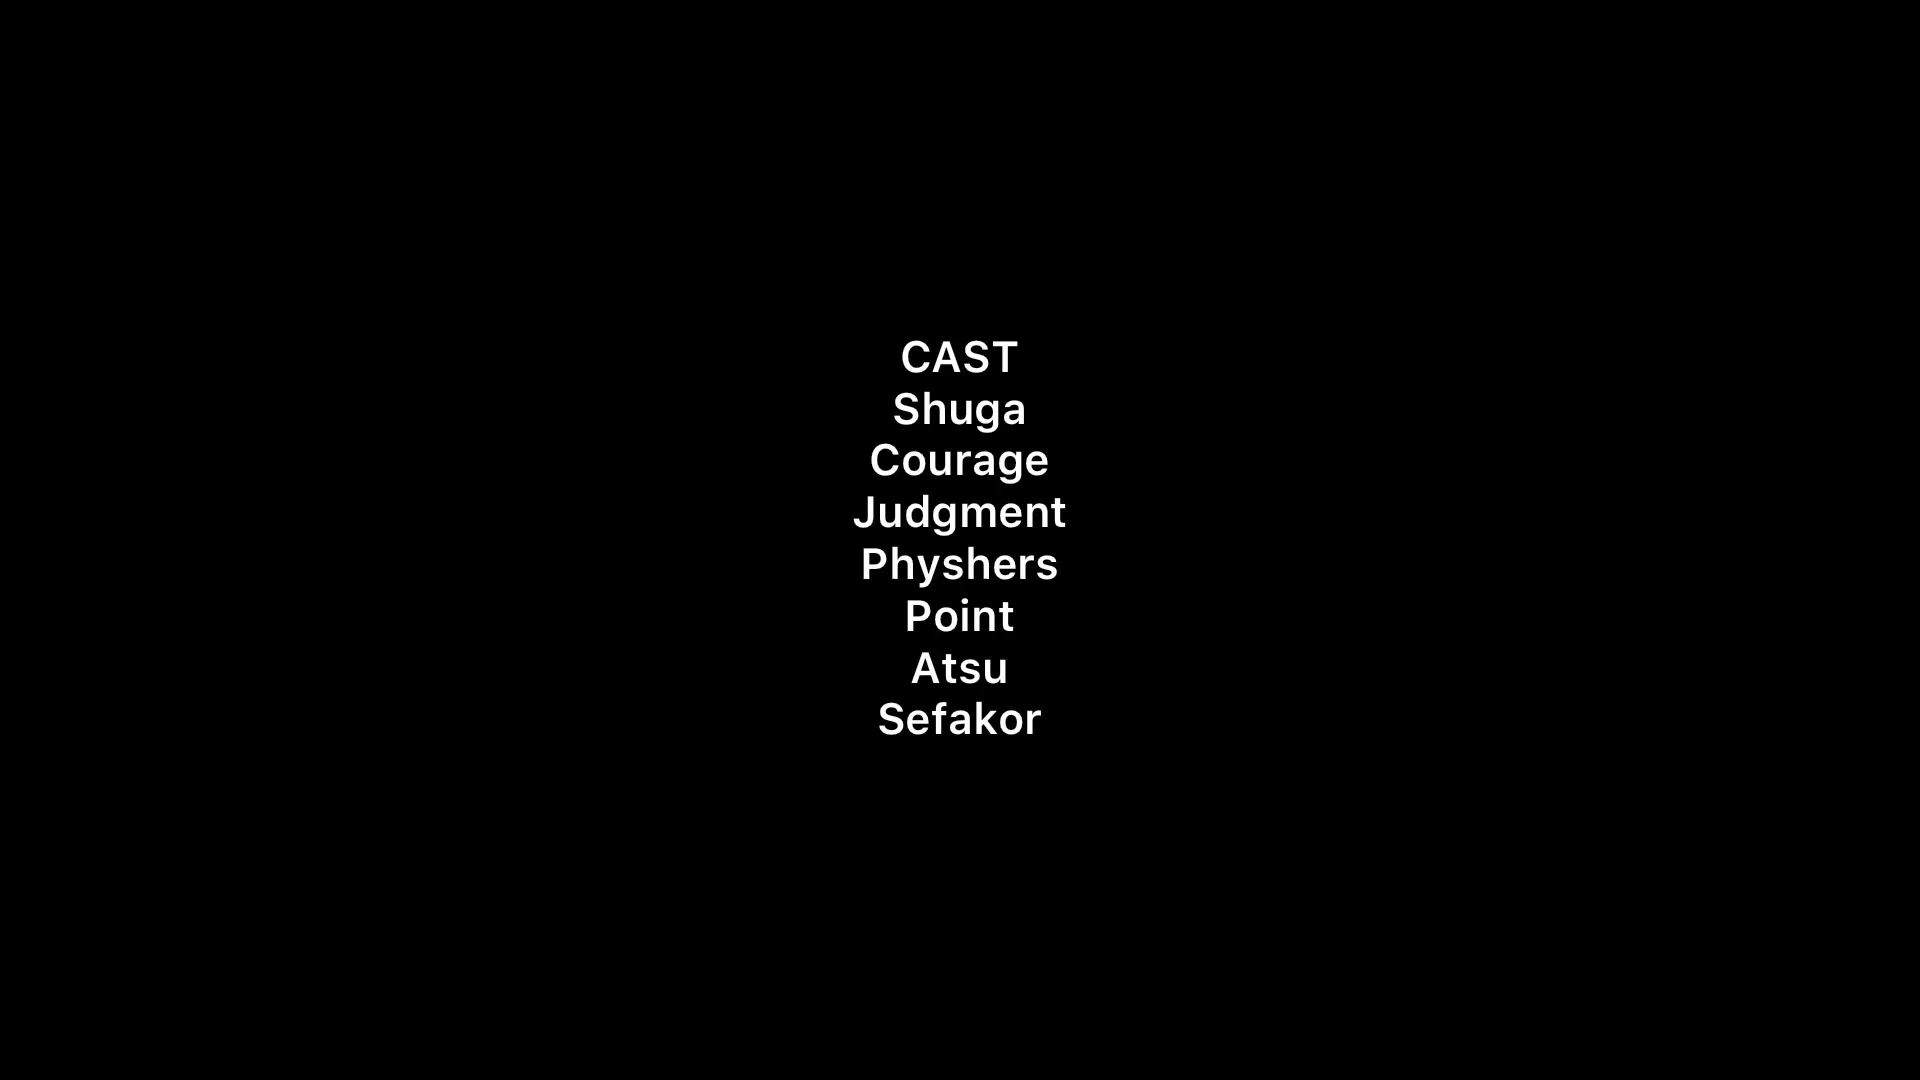 CAST
Shuga
Courage
Judgment
Physhers
Point
Atsu
Sefakor